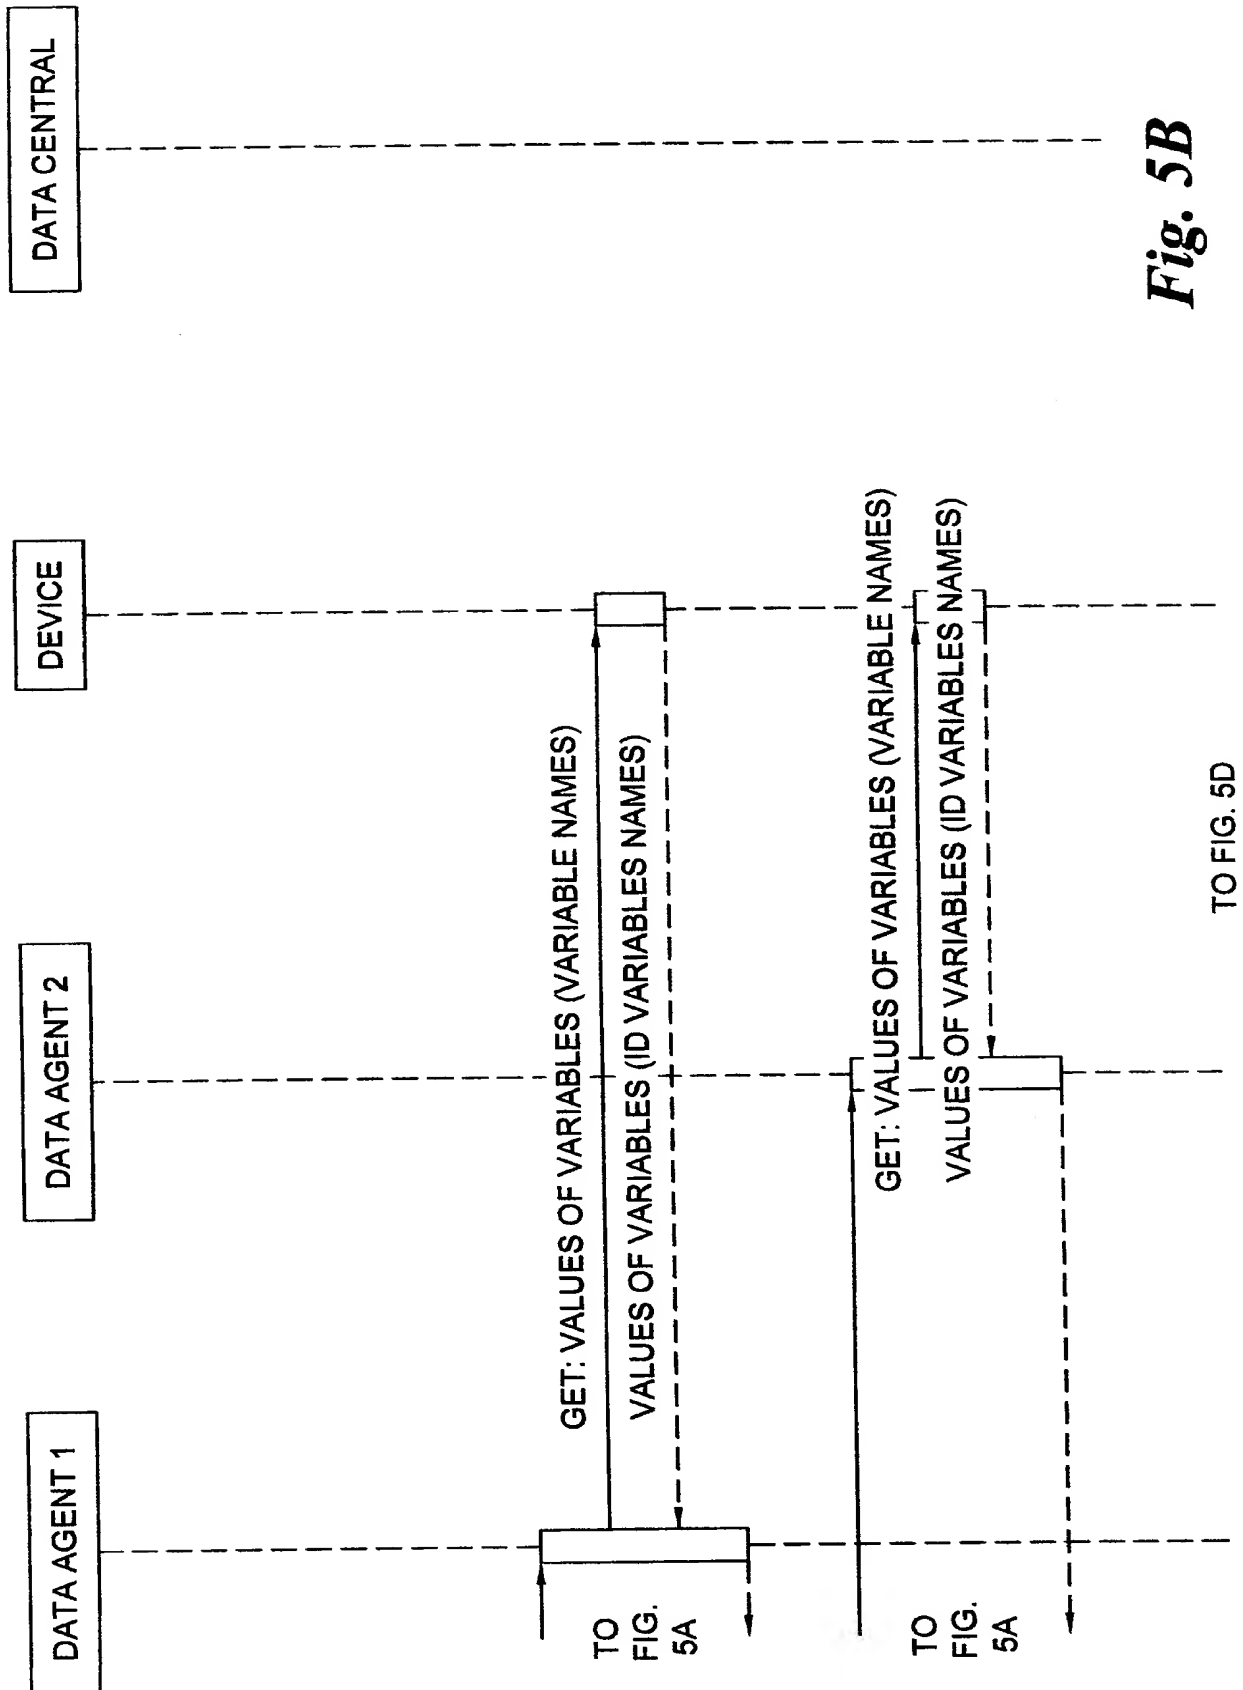 DATA AGENT 1
DATA AGENT 2
DEVICE
DATA CENTRAL
GET: VALUES OF VARIABLES (VARIABLE NAMES)
VALUES OF VARIABLES (ID VARIABLES NAMES)
TO
FIG.
5A
GET: VALUES OF VARIABLES (VARIABLE NAMES)
VALUES OF VARIABLES (ID VARIABLES NAMES)
TO
FIG.
5A
TO FIG. 5D
Fig. 5B